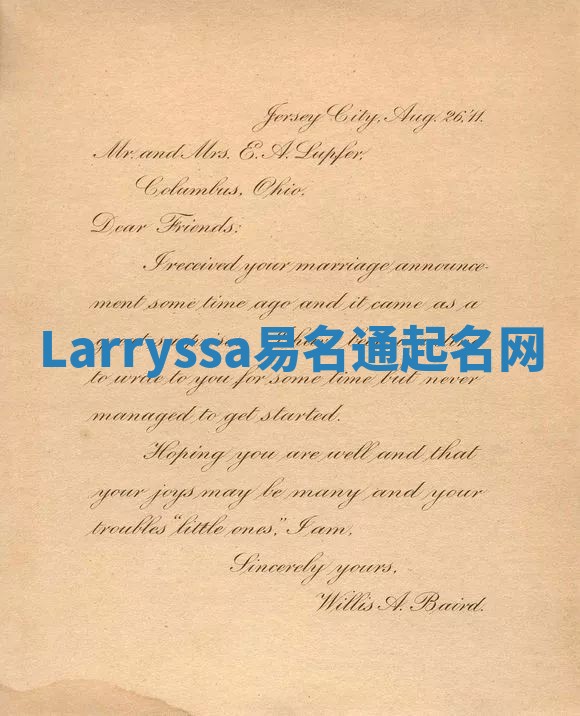 Jersey City, Aug. 26, '11.
Mr. and Mrs. E. A. Lupfer,
Columbus, Ohio.
Dear Friends:
I received your marriage announce-
ment some time ago and it came as a
Larryssa易名通起名网
to write to you for some time but never
managed to get started.
Hoping you are well and that
your joys may be many and your
troubles "little ones," I am,
Sincerely yours,
Willis A. Baird.